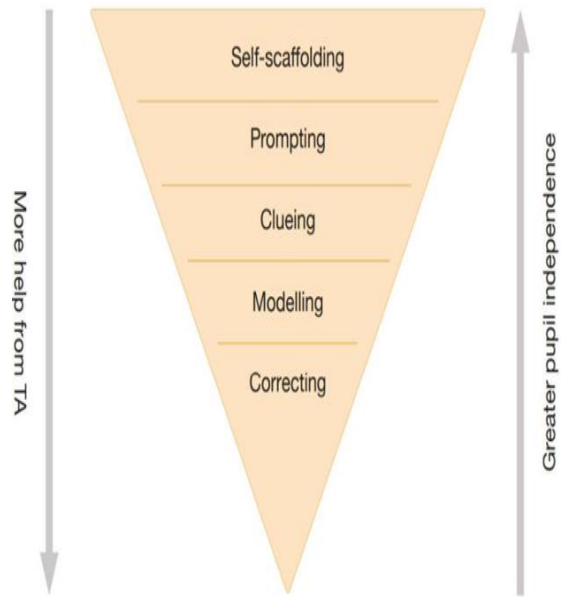 Self-scaffolding
Prompting
Clueing
Modelling
Correcting
More help from TA
Greater pupil independence